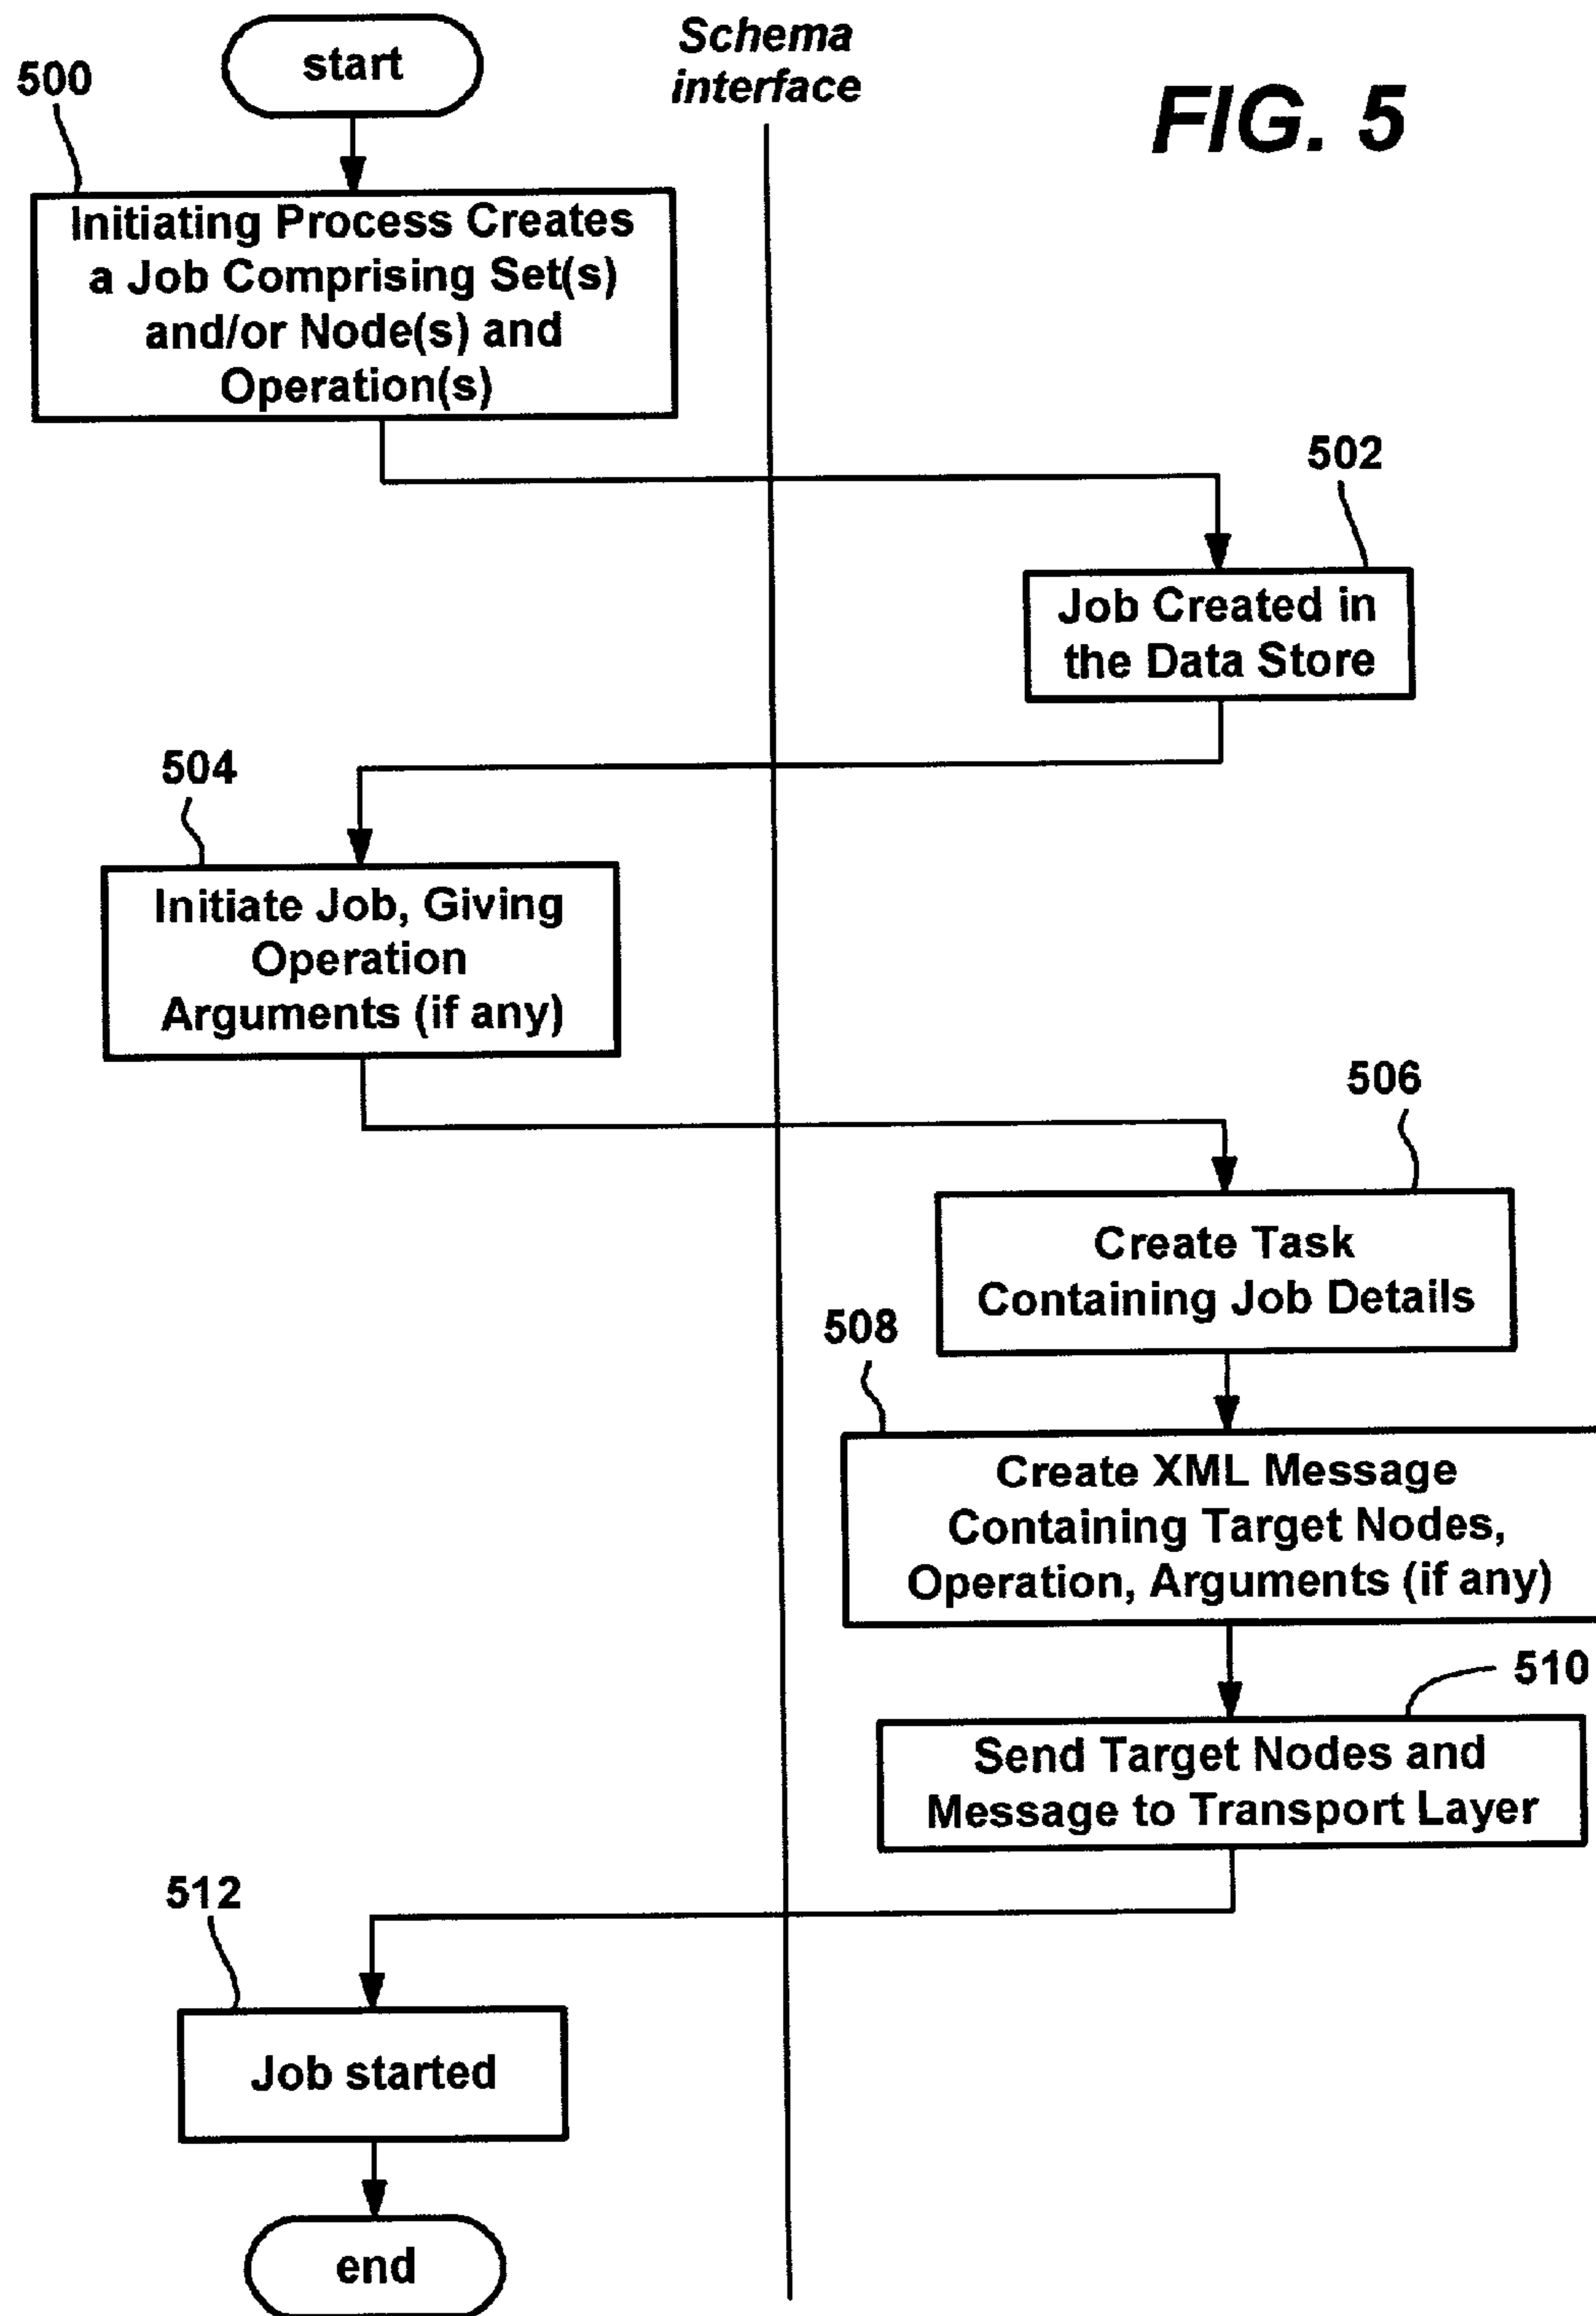 start
Schema
interface
FIG. 5
500
Initiating Process Creates
a Job Comprising Set(s)
and/or Node(s) and
Operation(s)
502
Job Created in
the Data Store
504
Initiate Job, Giving
Operation
Arguments (if any)
506
Create Task
Containing Job Details
508
Create XML Message
Containing Target Nodes,
Operation, Arguments (if any)
510
Send Target Nodes and
Message to Transport Layer
512
Job started
end